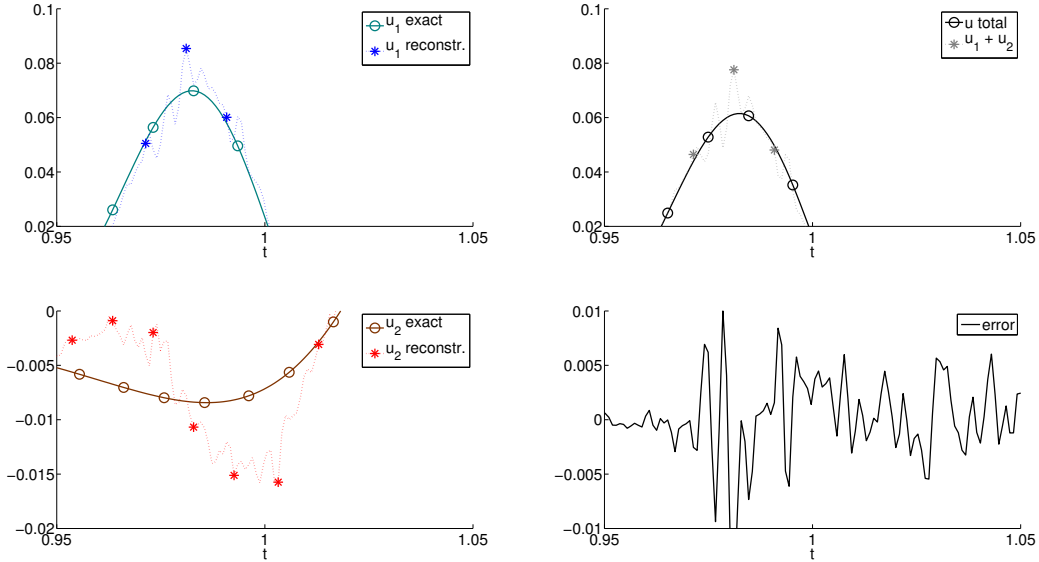 0.1
0.08
0.06
0.04
0.02
0.95
1
1.05
t
u1 exact
u1 reconstr.
0.1
0.08
0.06
0.04
0.02
0.95
1
1.05
t
u total
u1 + u2
0
−0.005
−0.01
−0.015
−0.02
0.95
1
1.05
t
u2 exact
u2 reconstr.
0.01
0.005
0
−0.005
−0.01
0.95
1
1.05
t
error